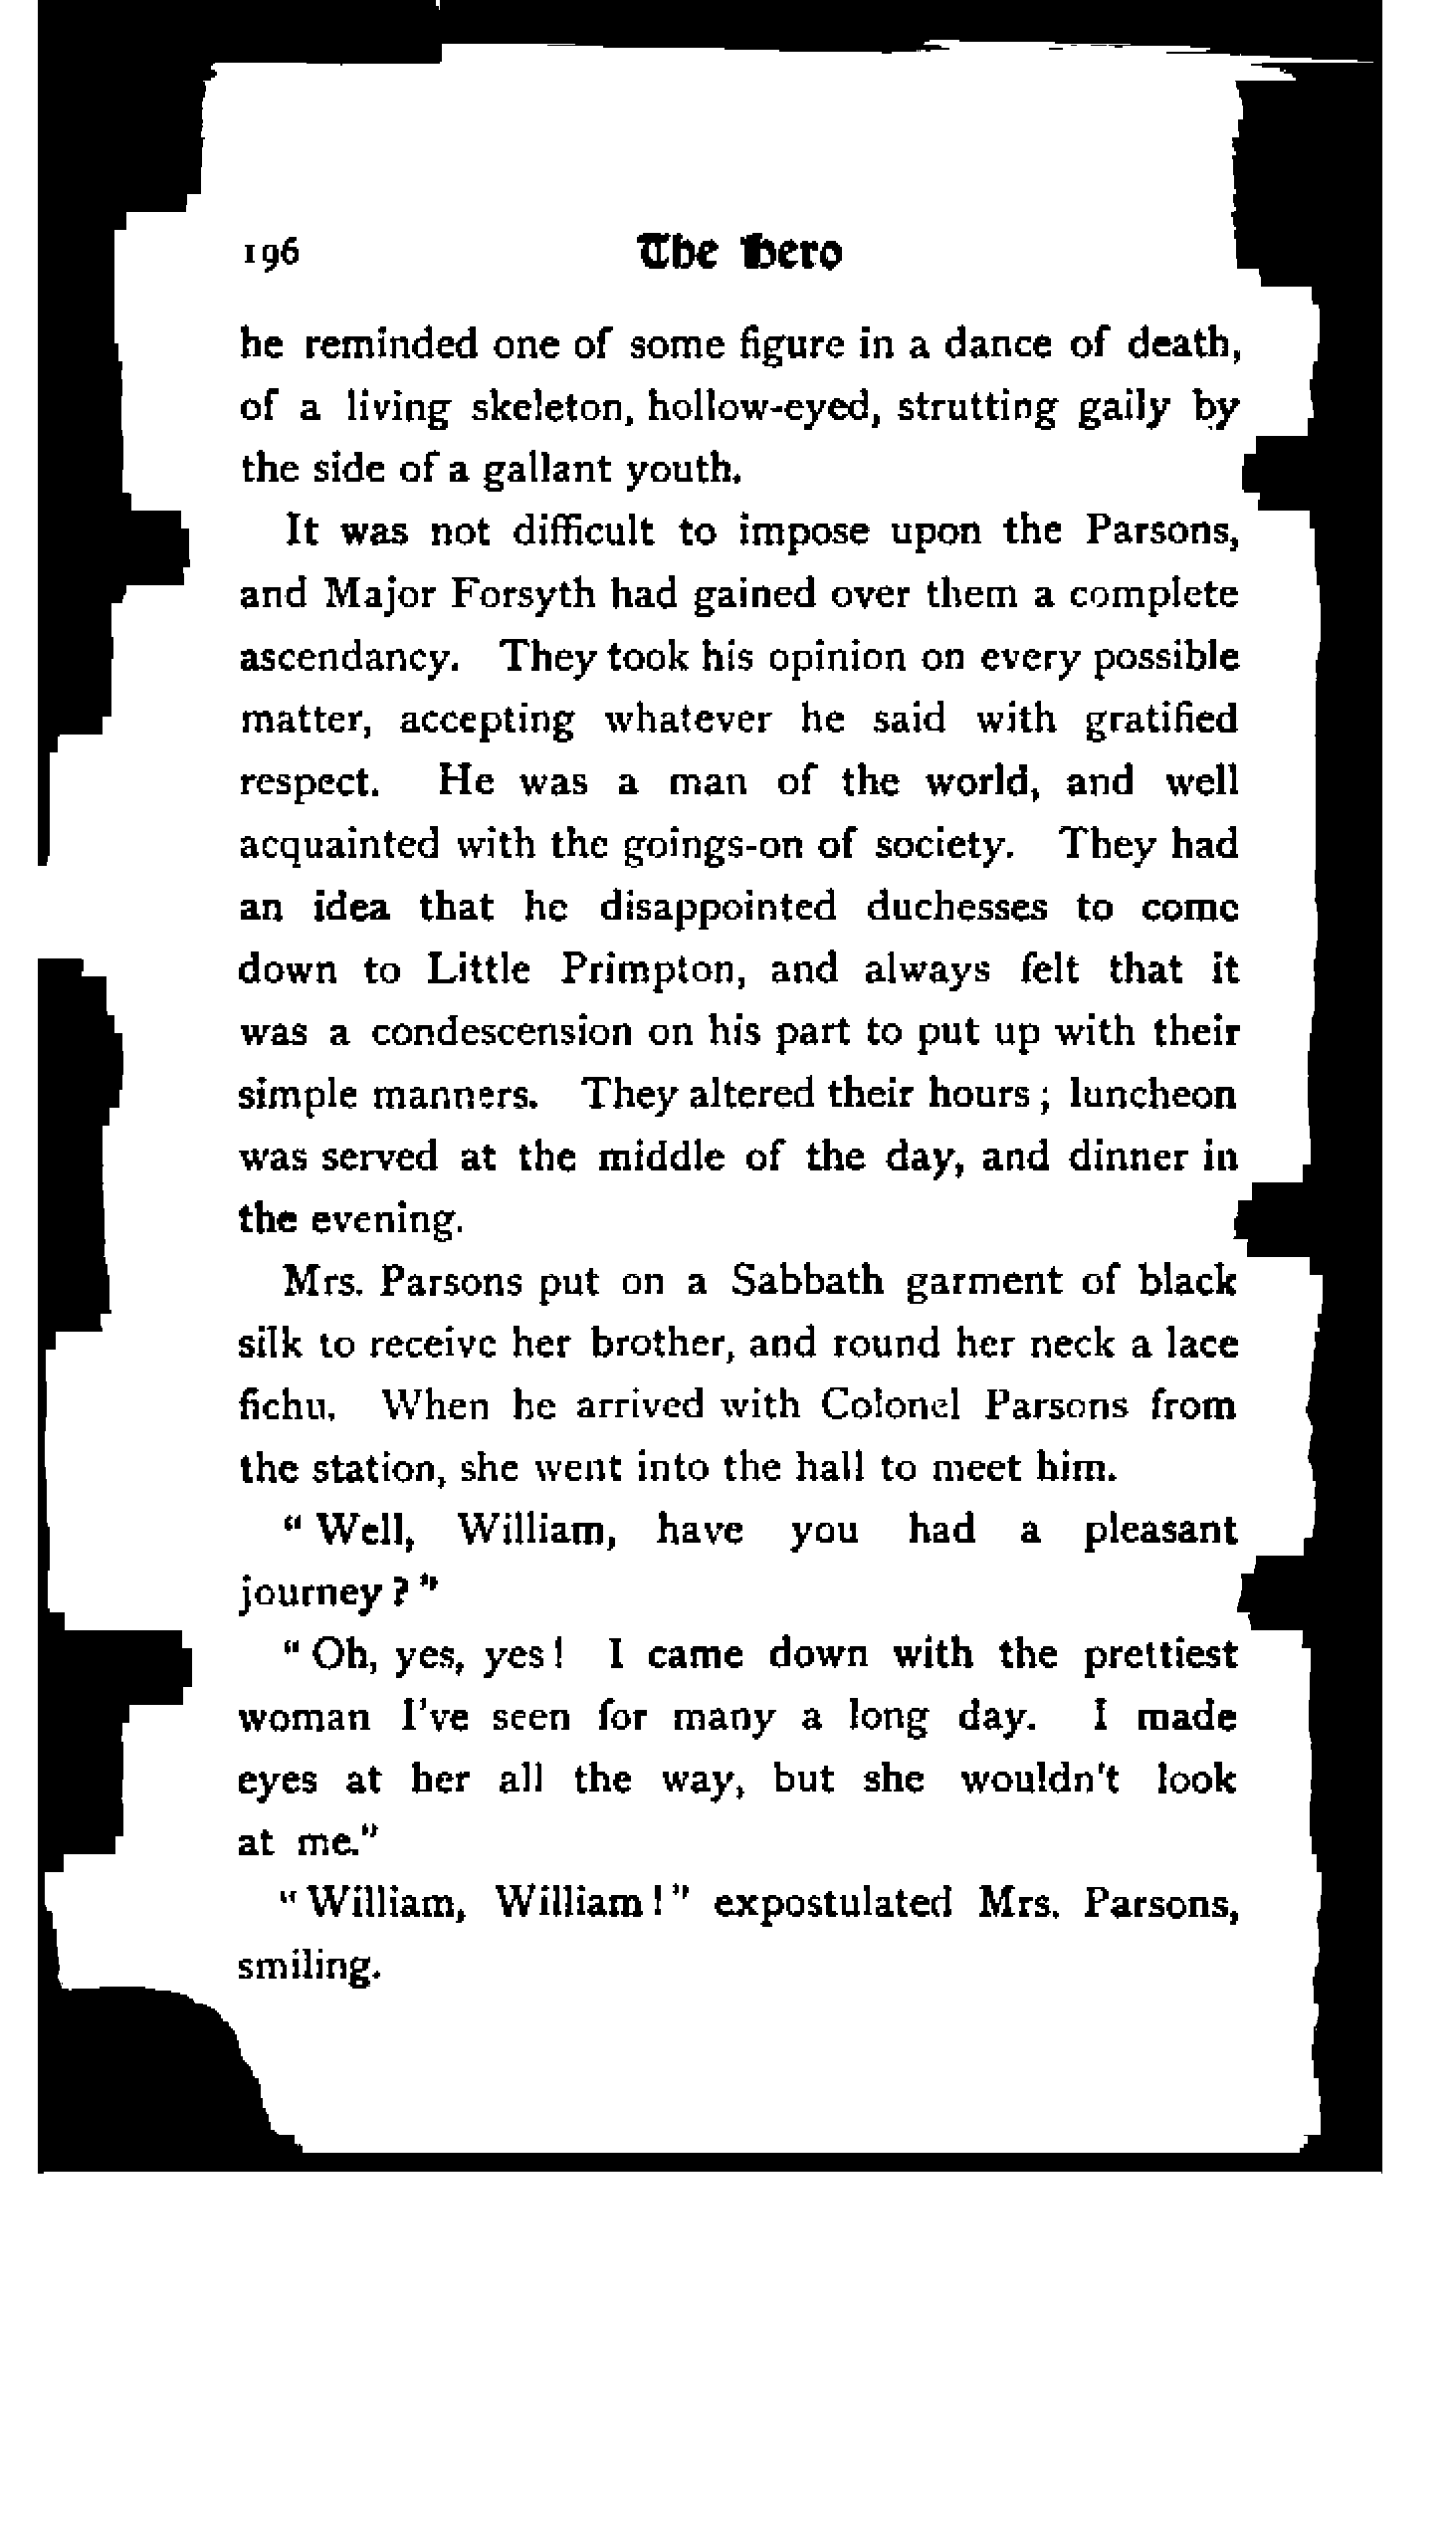 196 The Hero
he reminded one of some figure in a dance of death,
of a living skeleton, hollow-eyed, strutting gaily by
the side of a gallant youth.
It was not difficult to impose upon the Parsons,
and Major Forsyth had gained over them a complete
ascendancy. They took his opinion on every possible
matter, accepting whatever he said with gratified
respect. He was a man of the world, and well
acquainted with the goings-on of society. They had
an idea that he disappointed duchesses to come
down to Little Primpton, and always felt that it
was a condescension on his part to put up with their
simple manners. They altered their hours; luncheon
was served at the middle of the day, and dinner in
the evening.
Mrs. Parsons put on a Sabbath garment of black
silk to receive her brother, and round her neck a lace
fichu. When he arrived with Colonel Parsons from
the station, she went into the hall to meet him.
“Well, William, have you had a pleasant
journey?”
“Oh, yes, yes! I came down with the prettiest
woman I've seen for many a long day. I made
eyes at her all the way, but she wouldn't look
at me.”
“William, William!” expostulated Mrs. Parsons,
smiling.